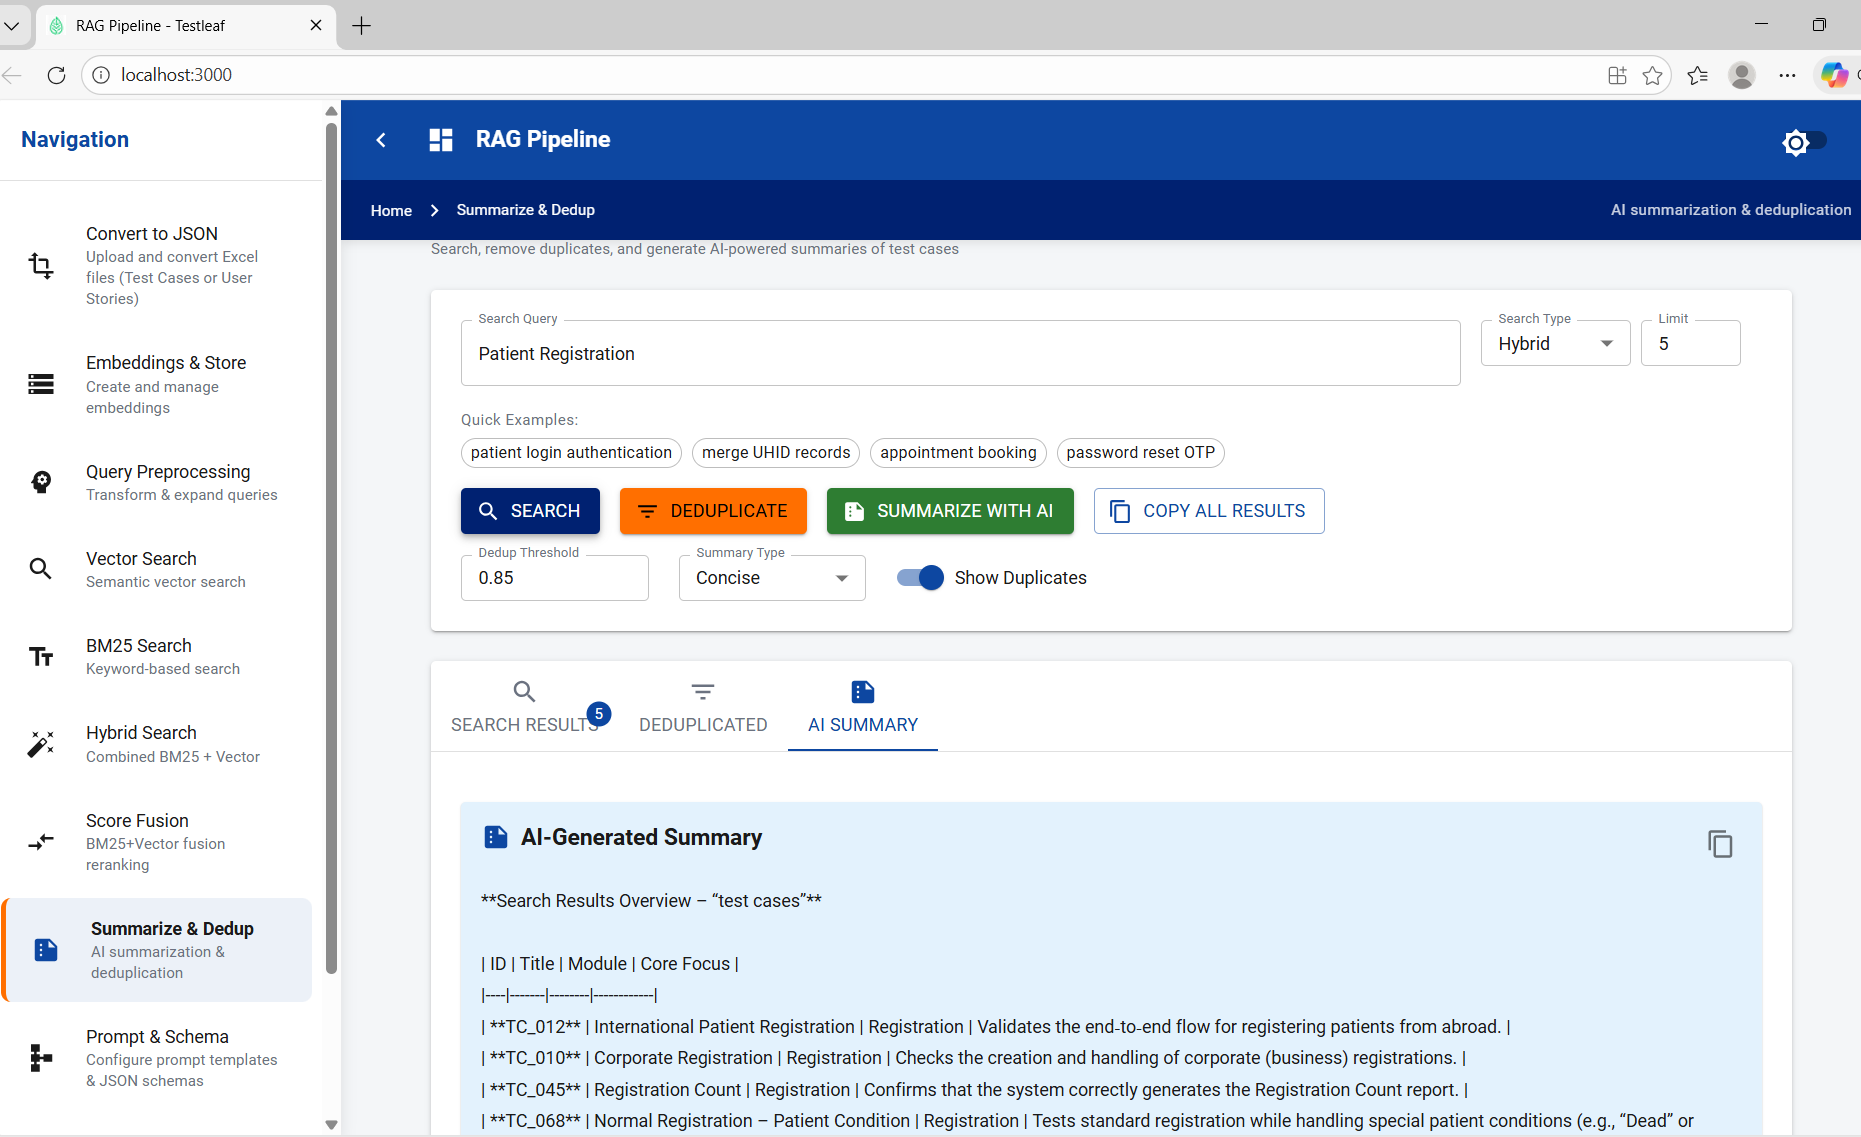 RAG Pipeline - Testleaf
localhost:3000
Navigation
Convert to JSON
Upload and convert Excel
files (Test Cases or User
Stories)
Embeddings & Store
Create and manage
embeddings
Query Preprocessing
Transform & expand queries
Vector Search
Semantic vector search
BM25 Search
Keyword-based search
Hybrid Search
Combined BM25 + Vector
Score Fusion
BM25+Vector fusion
reranking
Summarize & Dedup
AI summarization &
deduplication
Prompt & Schema
Configure prompt templates
& JSON schemas
RAG Pipeline
Home
Summarize & Dedup
AI summarization & deduplication
Search, remove duplicates, and generate AI-powered summaries of test cases
Search Query
Patient Registration
Search Type
Hybrid
Limit
5
Quick Examples:
patient login authentication
merge UHID records
appointment booking
password reset OTP
SEARCH
DEDUPLICATE
SUMMARIZE WITH AI
COPY ALL RESULTS
Dedup Threshold
0.85
Summary Type
Concise
Show Duplicates
SEARCH RESULTS
5
DEDUPLICATED
AI SUMMARY
AI-Generated Summary
**Search Results Overview – “test cases”**
| ID | Title | Module | Core Focus |
|----|-------|--------|------------|
| **TC_012** | International Patient Registration | Registration | Validates the end-to-end flow for registering patients from abroad. |
| **TC_010** | Corporate Registration | Registration | Checks the creation and handling of corporate (business) registrations. |
| **TC_045** | Registration Count | Registration | Confirms that the system correctly generates the Registration Count report. |
| **TC_068** | Normal Registration – Patient Condition | Registration | Tests standard registration while handling special patient conditions (e.g., “Dead” or